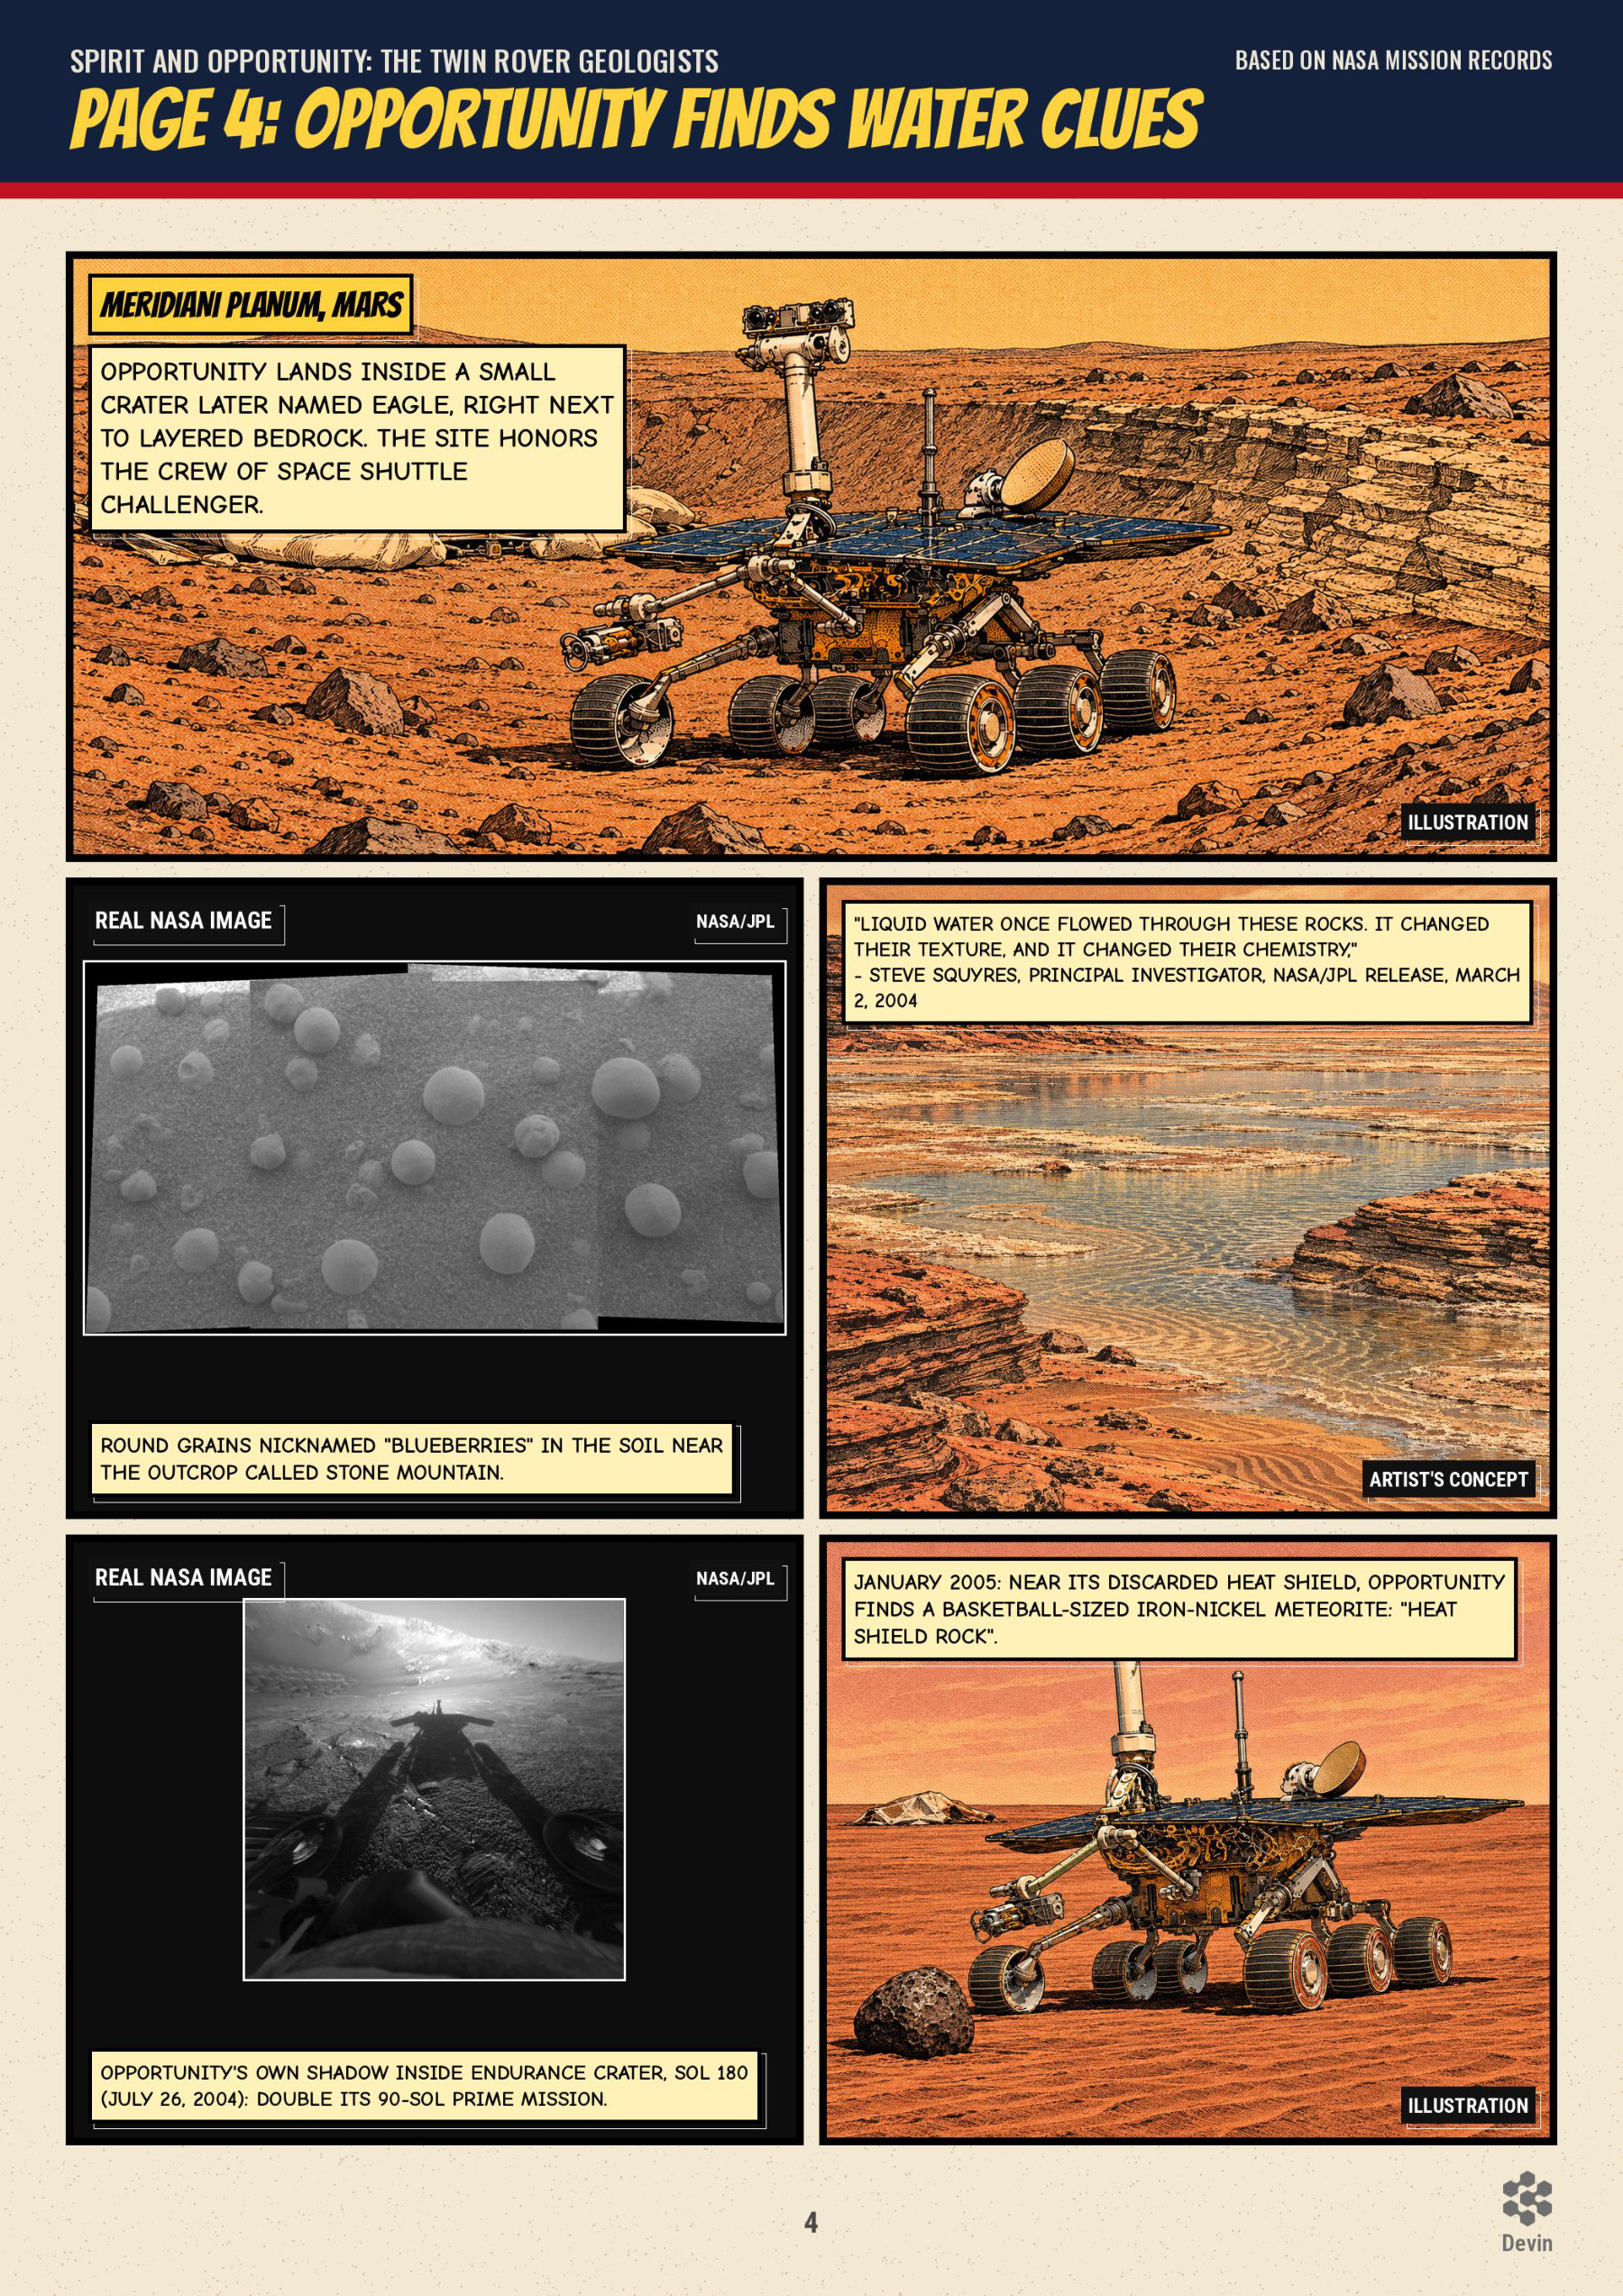 SPIRIT AND OPPORTUNITY: THE TWIN ROVER GEOLOGISTS
BASED ON NASA MISSION RECORDS
PAGE 4: OPPORTUNITY FINDS WATER CLUES
MERIDIANI PLANUM, MARS
OPPORTUNITY LANDS INSIDE A SMALL
CRATER LATER NAMED EAGLE, RIGHT NEXT
TO LAYERED BEDROCK. THE SITE HONORS
THE CREW OF SPACE SHUTTLE
CHALLENGER.
ILLUSTRATION
REAL NASA IMAGE
NASA/JPL
ROUND GRAINS NICKNAMED "BLUEBERRIES" IN THE SOIL NEAR
THE OUTCROP CALLED STONE MOUNTAIN.
"LIQUID WATER ONCE FLOWED THROUGH THESE ROCKS. IT CHANGED
THEIR TEXTURE, AND IT CHANGED THEIR CHEMISTRY,"
- STEVE SQUYRES, PRINCIPAL INVESTIGATOR, NASA/JPL RELEASE, MARCH
2, 2004
ARTIST'S CONCEPT
REAL NASA IMAGE
NASA/JPL
OPPORTUNITY'S OWN SHADOW INSIDE ENDURANCE CRATER, SOL 180
(JULY 26, 2004): DOUBLE ITS 90-SOL PRIME MISSION.
JANUARY 2005: NEAR ITS DISCARDED HEAT SHIELD, OPPORTUNITY
FINDS A BASKETBALL-SIZED IRON-NICKEL METEORITE: "HEAT
SHIELD ROCK".
ILLUSTRATION
4
Devin